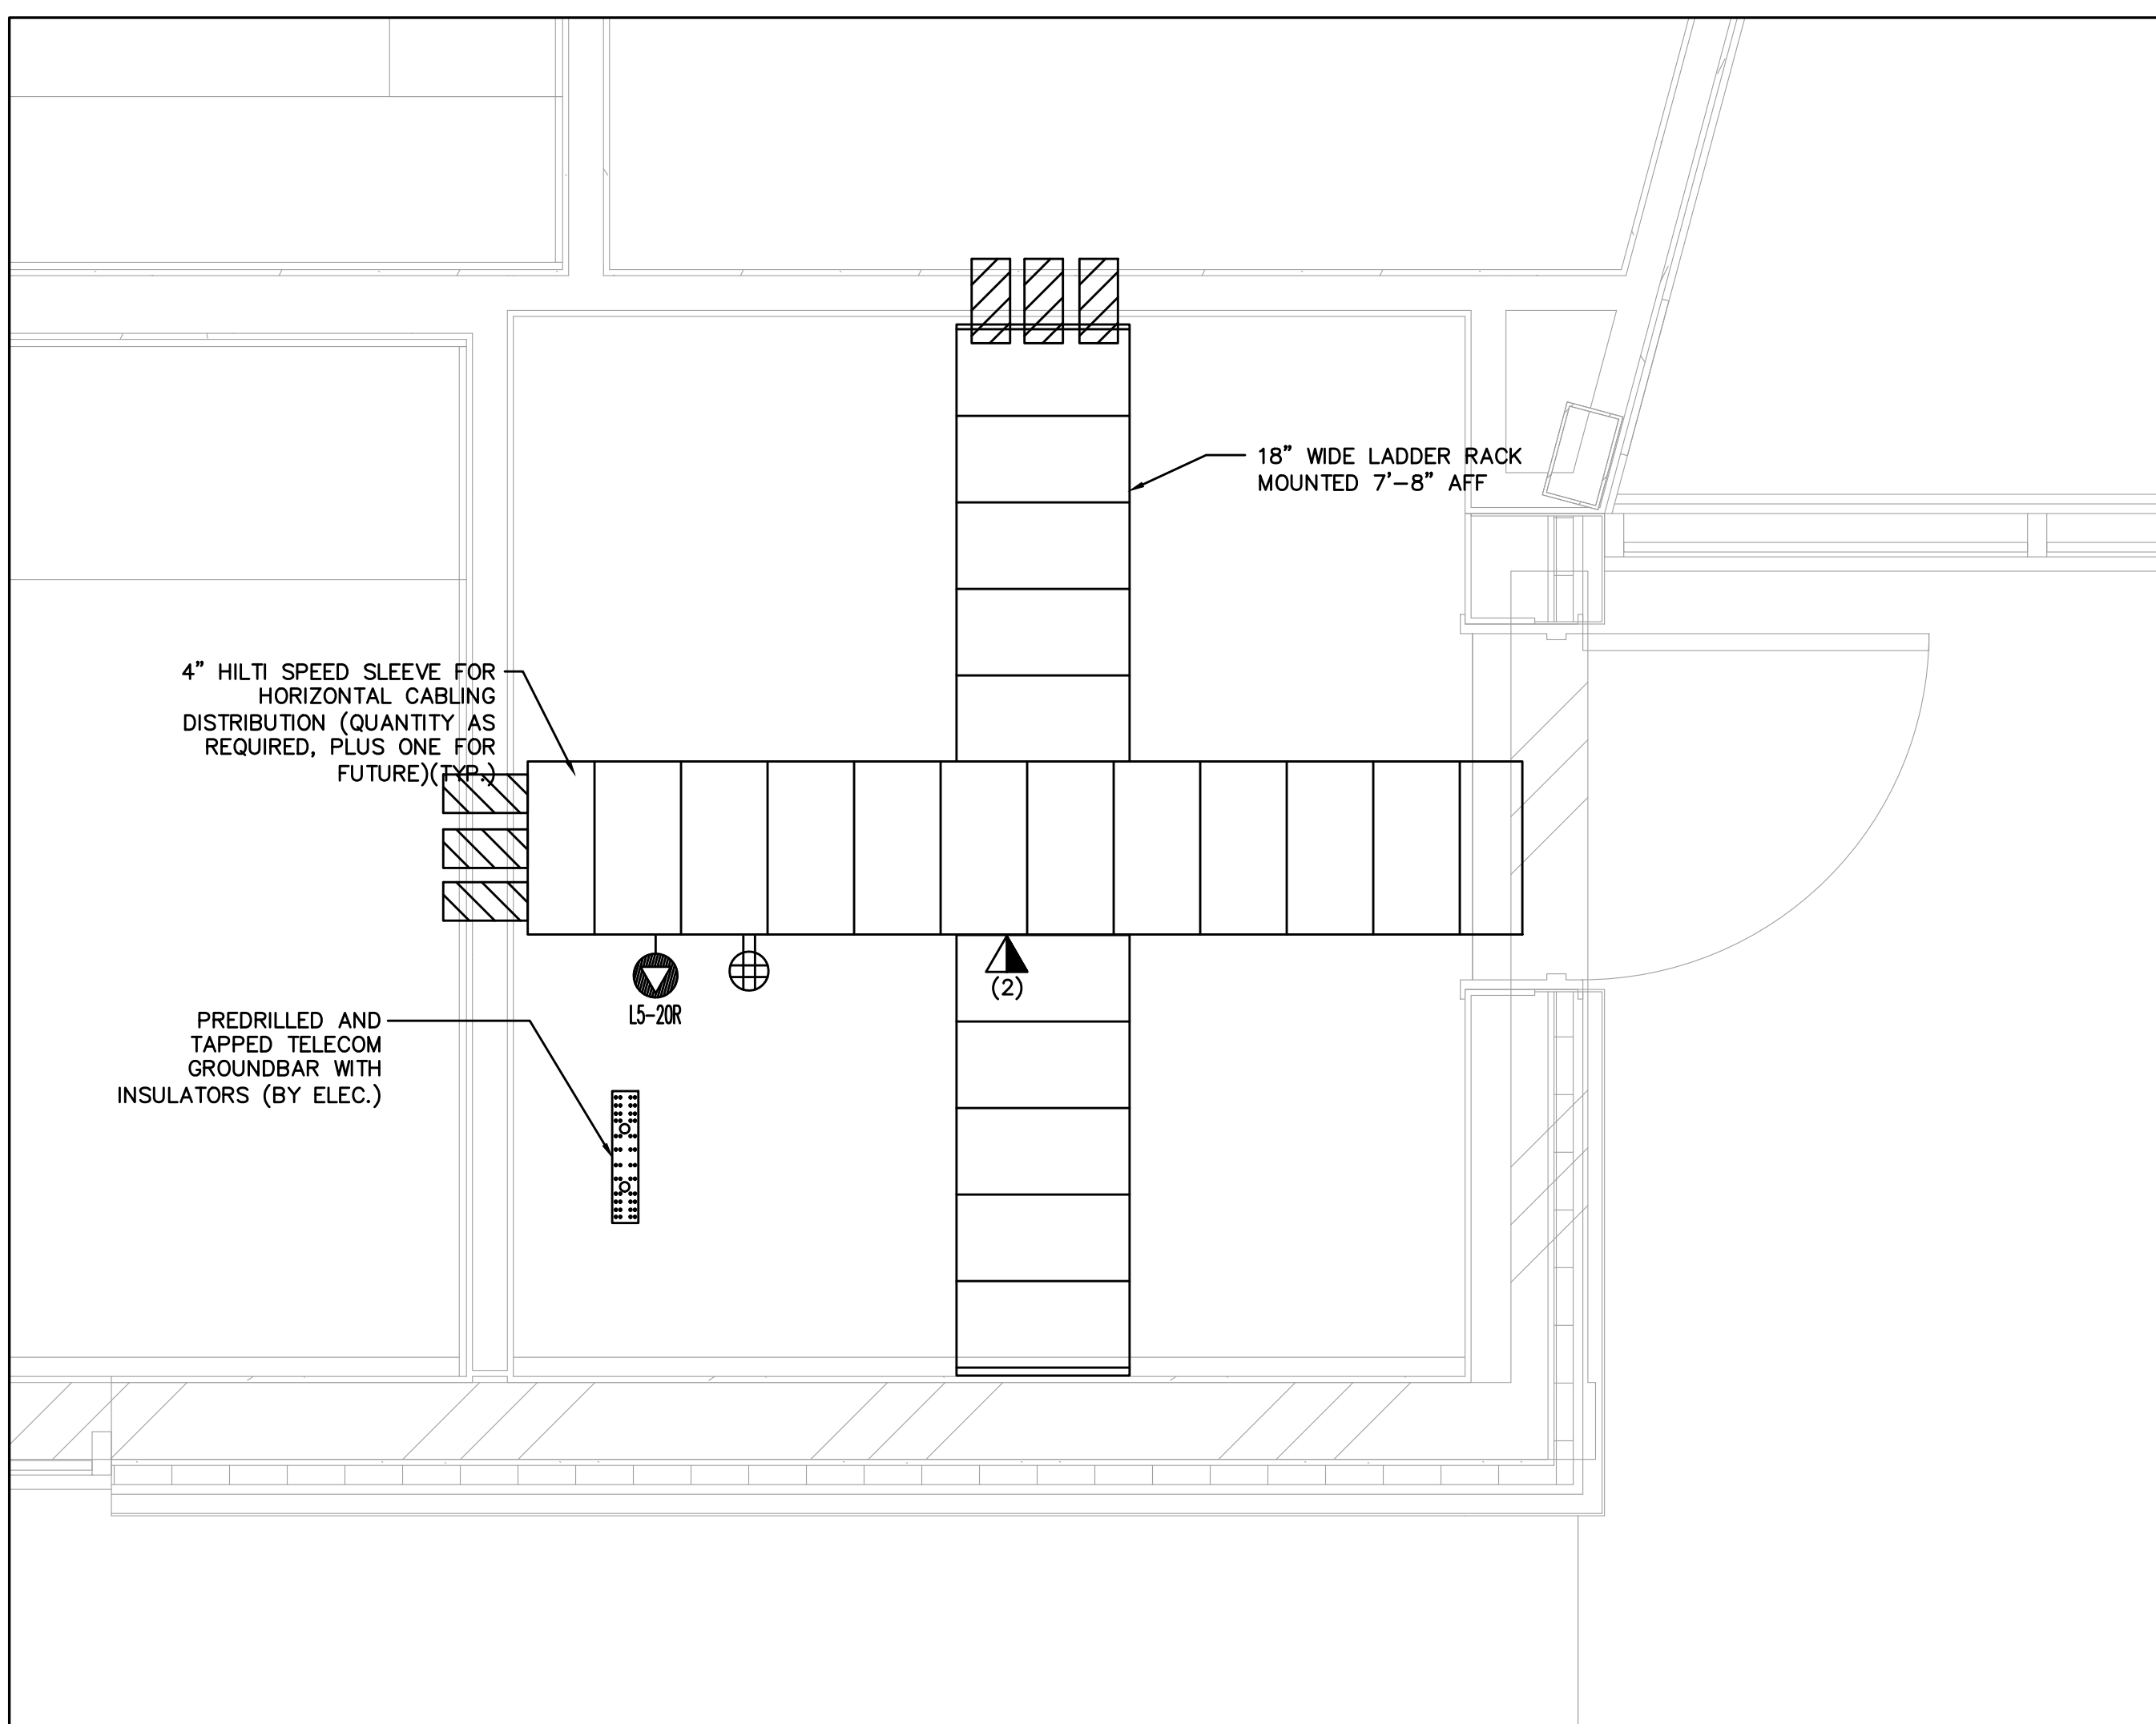 18” WIDE LADDER RACK
MOUNTED 7’-8” AFF
4” HILTI SPEED SLEEVE FOR
HORIZONTAL CABLING
DISTRIBUTION (QUANTITY AS
REQUIRED, PLUS ONE FOR
FUTURE)(TYP.)
L5-20R
(2)
PREDRILLED AND
TAPPED TELECOM
GROUNDBAR WITH
INSULATORS (BY ELEC.)